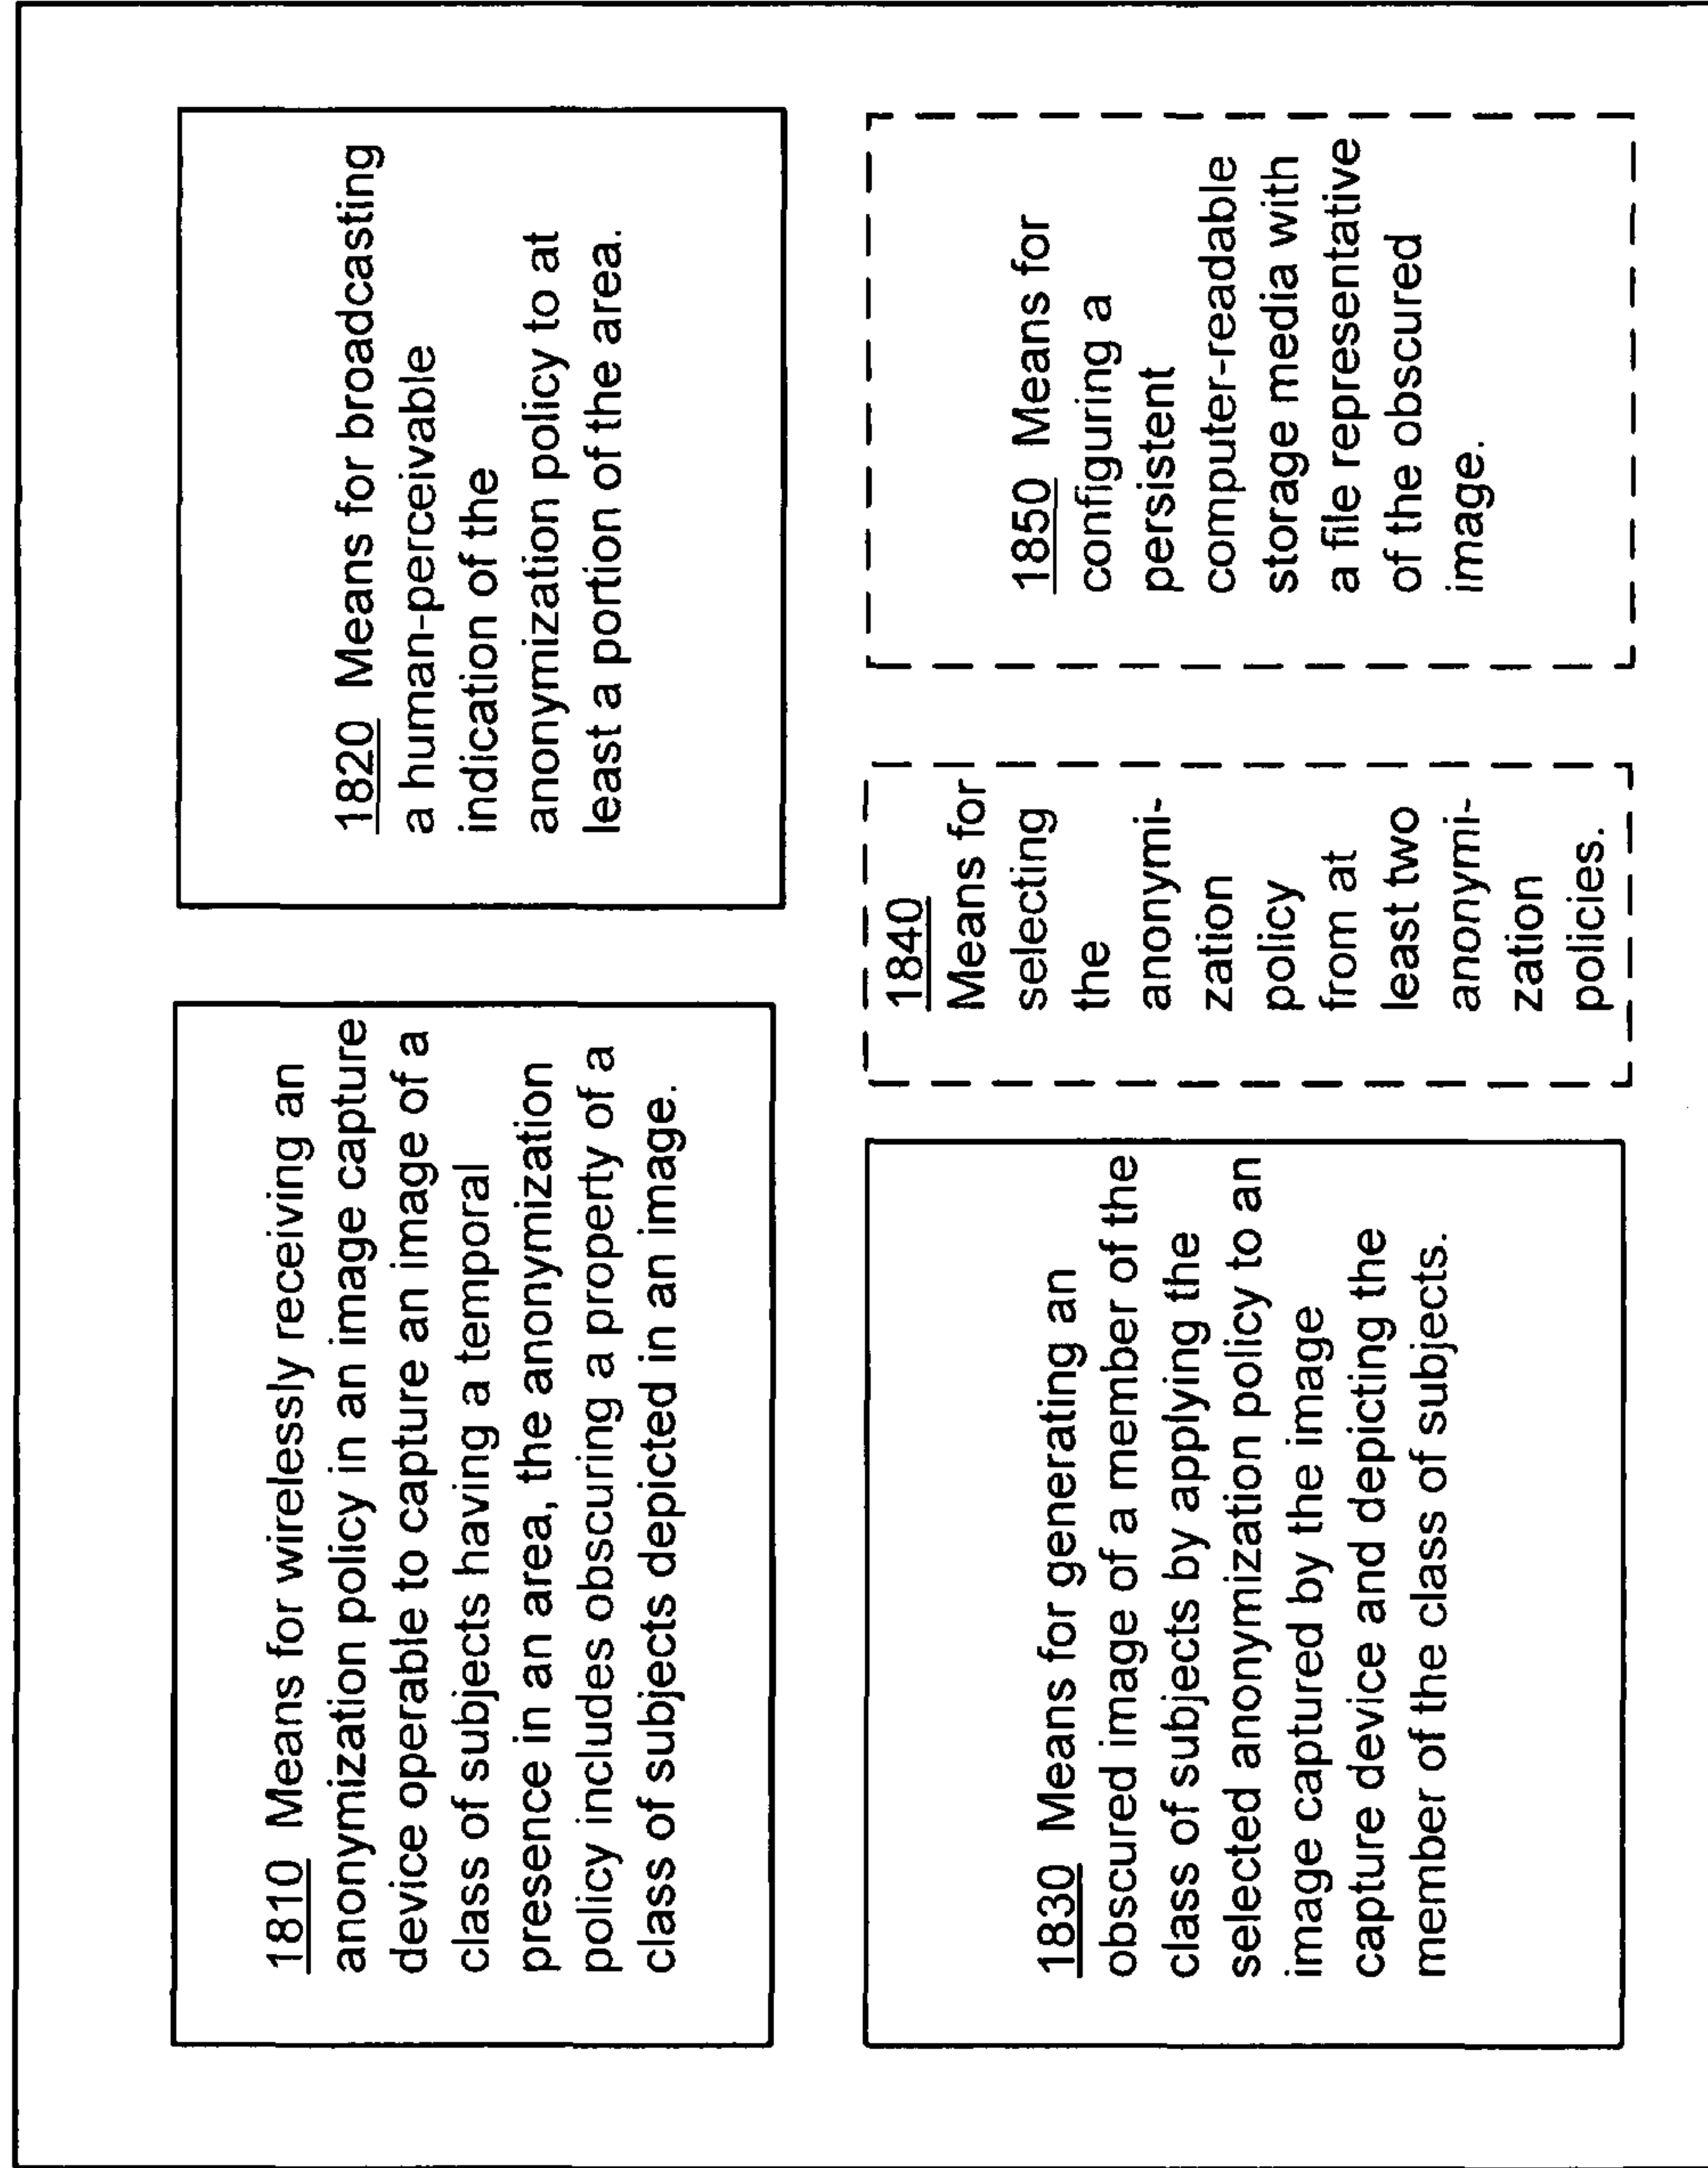 1810 Means for wirelessly receiving an
anonymization policy in an image capture
device operable to capture an image of a
class of subjects having a temporal
presence in an area, the anonymization
policy includes obscuring a property of a
class of subjects depicted in an image.
1820 Means for broadcasting
a human-perceivable
indication of the
anonymization policy to at
least a portion of the area.
1830 Means for generating an
obscured image of a member of the
class of subjects by applying the
selected anonymization policy to an
image captured by the image
capture device and depicting the
member of the class of subjects.
1840
Means for
selecting
the
anonymi-
zation
policy
from at
least two
anonymi-
zation
policies.
1850 Means for
configuring a
persistent
computer-readable
storage media with
a file representative
of the obscured
image.